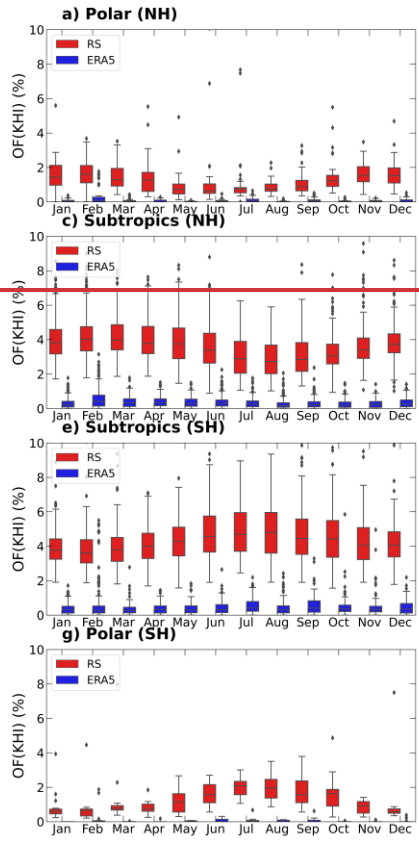 a) Polar (NH)
10
8
6
4
2
0
OF(KHI) (%)
RS
ERA5
Jan Feb Mar Apr May Jun Jul Aug Sep Oct Nov Dec
c) Subtropics (NH)
10
8
6
4
2
0
OF(KHI) (%)
RS
ERA5
Jan Feb Mar Apr May Jun Jul Aug Sep Oct Nov Dec
e) Subtropics (SH)
10
8
6
4
2
0
OF(KHI) (%)
RS
ERA5
Jan Feb Mar Apr May Jun Jul Aug Sep Oct Nov Dec
g) Polar (SH)
10
8
6
4
2
0
OF(KHI) (%)
RS
ERA5
Jan Feb Mar Apr May Jun Jul Aug Sep Oct Nov Dec